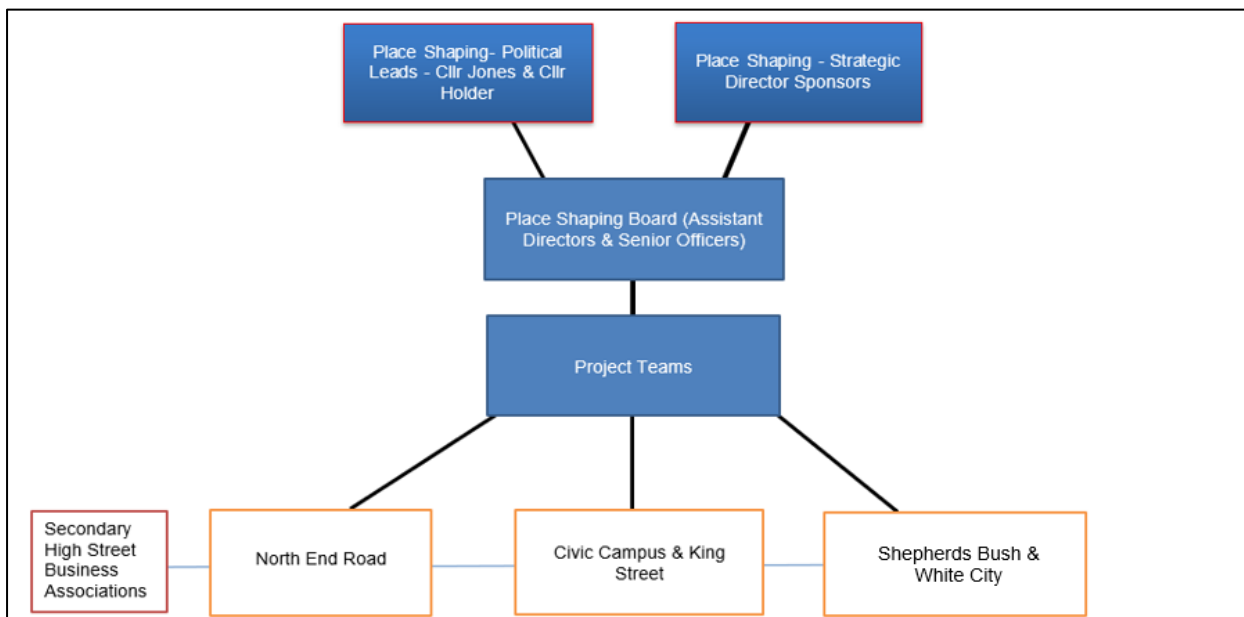 Place Shaping- Political
Leads - Cllr Jones & Cllr
Holder
Place Shaping - Strategic
Director Sponsors
Place Shaping Board (Assistant
Directors & Senior Officers)
Project Teams
Secondary
High Street
Business
Associations
North End Road
Civic Campus & King
Street
Shepherds Bush &
White City